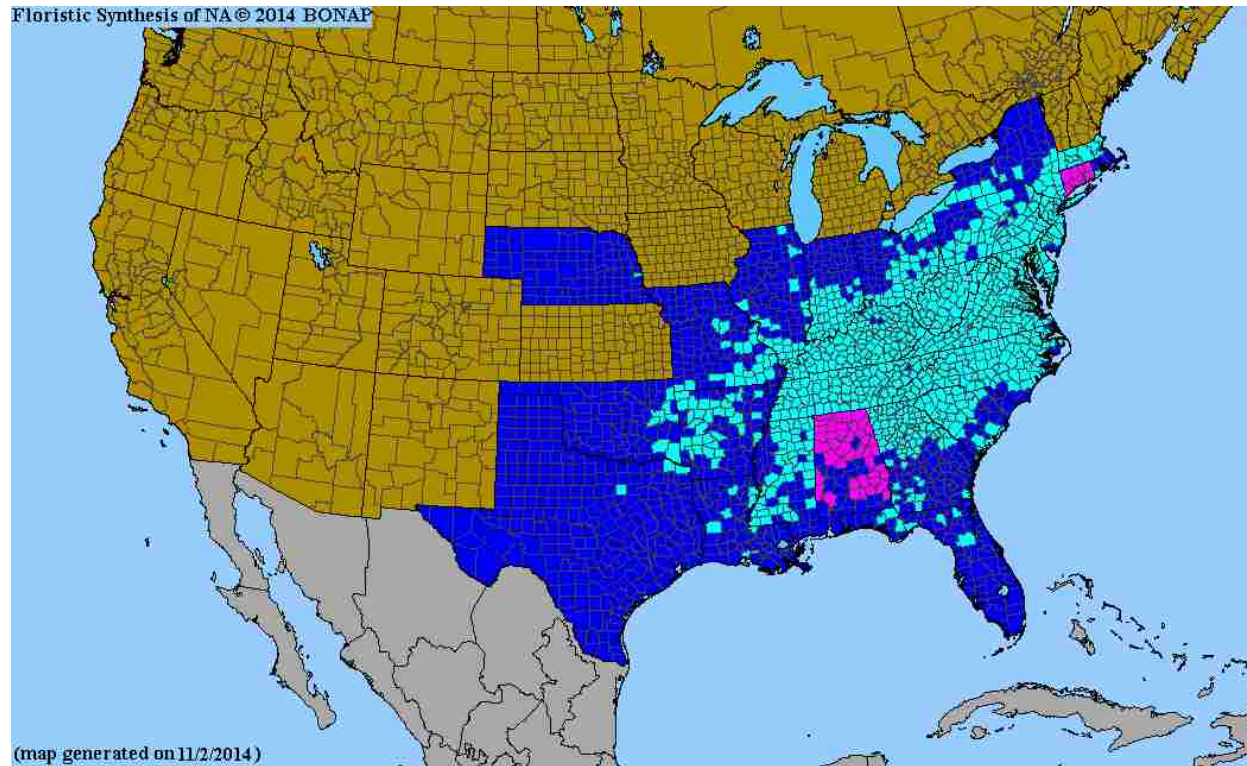 Floristic Synthesis of NA © 2014 BONAP
(map generated on 11/2/2014)